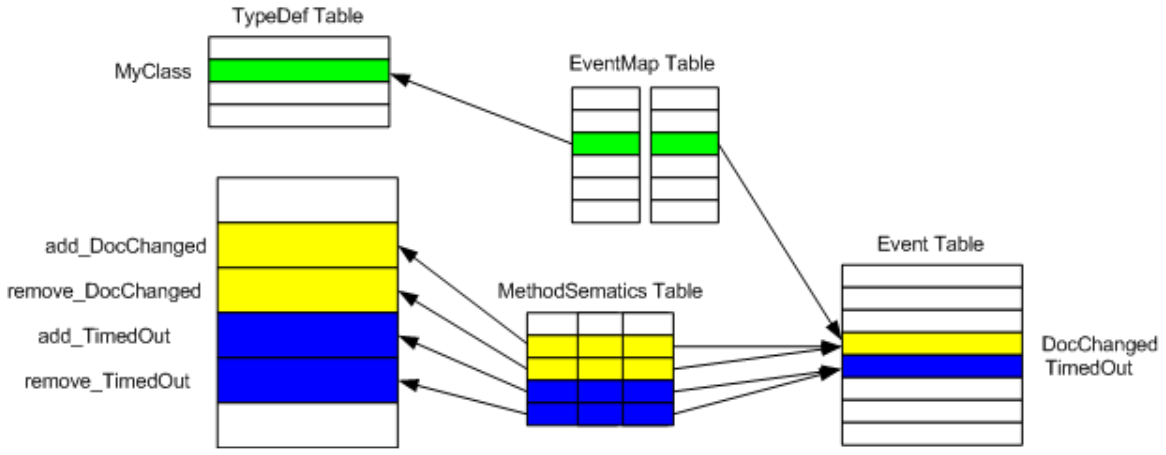 TypeDef Table
MyClass
EventMap Table
add_DocChanged
remove_DocChanged
add_TimedOut
remove_TimedOut
MethodSematics Table
Event Table
DocChanged
TimedOut